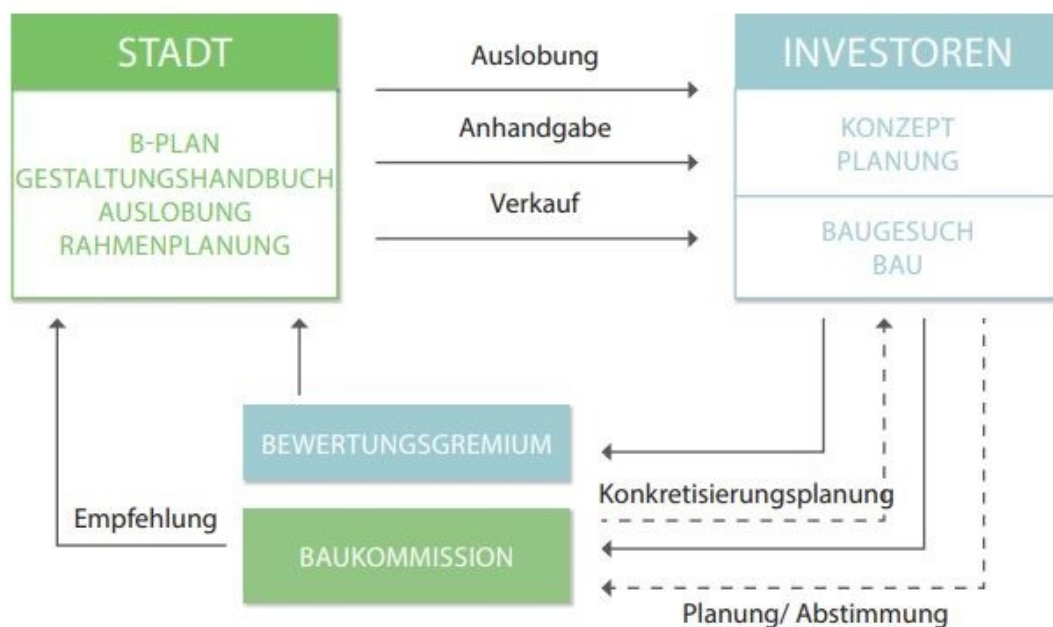 STADT
B-PLAN
GESTALTUNGSHANDBUCH
AUSLOBUNG
RAHMENPLANUNG
Auslobung
Anhandgabe
Verkauf
INVESTOREN
KONZEPT
PLANUNG
BAUGESUCH
BAU
BEWERTUNGSGREMIUM
Konkretisierungsplanung
Empfehlung
BAUKOMMISSION
Planung/ Abstimmung